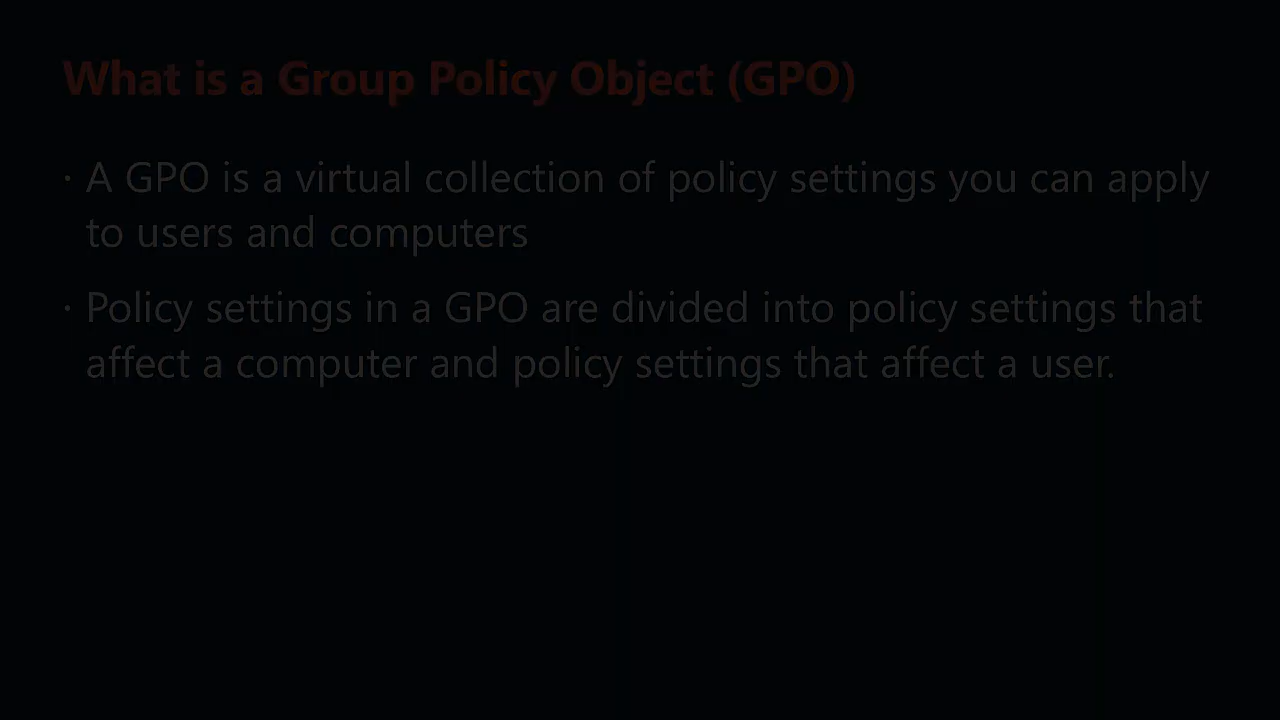 What is a Group Policy Object (GPO)
· A GPO is a virtual collection of policy settings you can apply
to users and computers
· Policy settings in a GPO are divided into policy settings that
affect a computer and policy settings that affect a user.